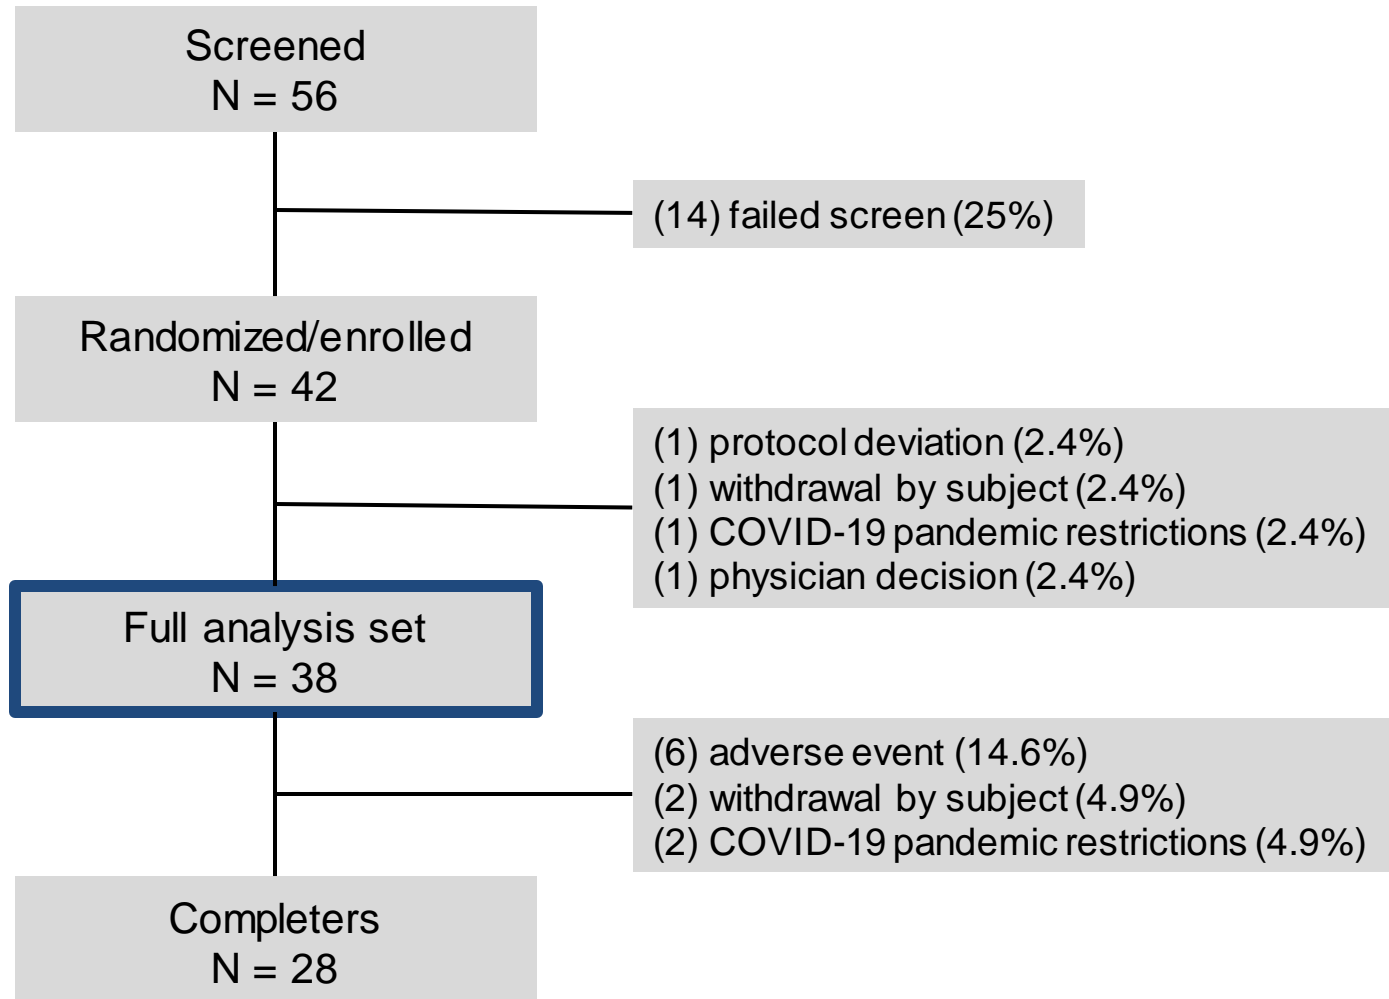 Screened
N = 56
(14) failed screen (25%)
Randomized/enrolled
N = 42
(1) protocol deviation (2.4%)
(1) withdrawal by subject (2.4%)
(1) COVID-19 pandemic restrictions (2.4%)
(1) physician decision (2.4%)
Full analysis set
N = 38
(6) adverse event (14.6%)
(2) withdrawal by subject (4.9%)
(2) COVID-19 pandemic restrictions (4.9%)
Completers
N = 28